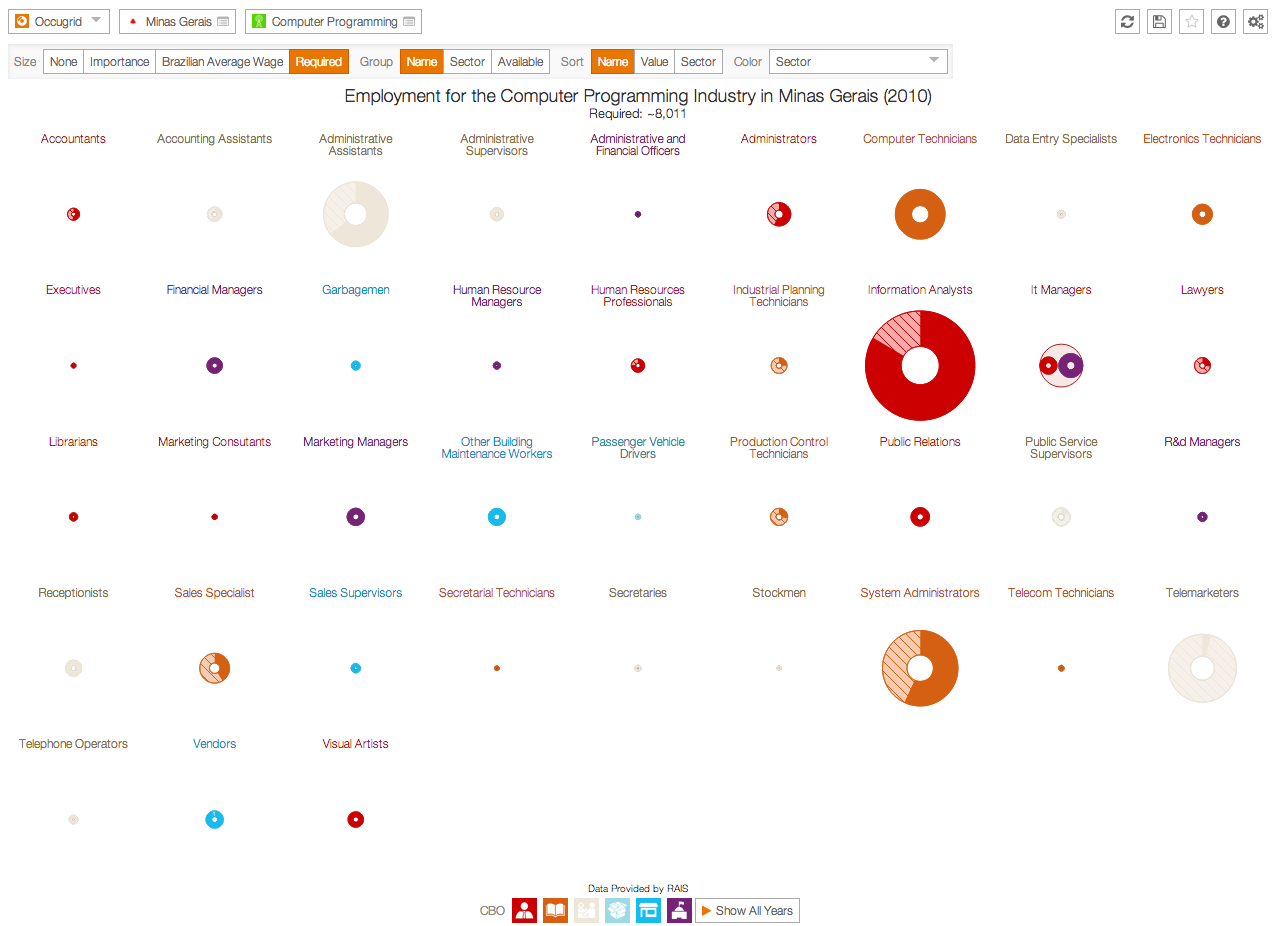 Occugrid Minas Gerais Computer Programming
Size None Importance Brazilian Average Wage Required Group Name Sector Available Sort Name Value Sector Color Sector
Employment for the Computer Programming Industry in Minas Gerais (2010)
Required: ~8,011
Accountants
Accounting Assistants
Administrative
Assistants
Administrative
Supervisors
Administrative and
Financial Officers
Administrators
Computer Technicians
Data Entry Specialists
Electronics Technicians
Executives
Financial Managers
Garbagemen
Human Resource
Managers
Human Resources
Professionals
Industrial Planning
Technicians
Information Analysts
It Managers
Lawyers
Librarians
Marketing Consutants
Marketing Managers
Other Building
Maintenance Workers
Passenger Vehicle
Drivers
Production Control
Technicians
Public Relations
Public Service
Supervisors
R&d Managers
Receptionists
Sales Specialist
Sales Supervisors
Secretarial Technicians
Secretaries
Stockmen
System Administrators
Telecom Technicians
Telemarketers
Telephone Operators
Vendors
Visual Artists
Data Provided by RAIS
CBO Show All Years